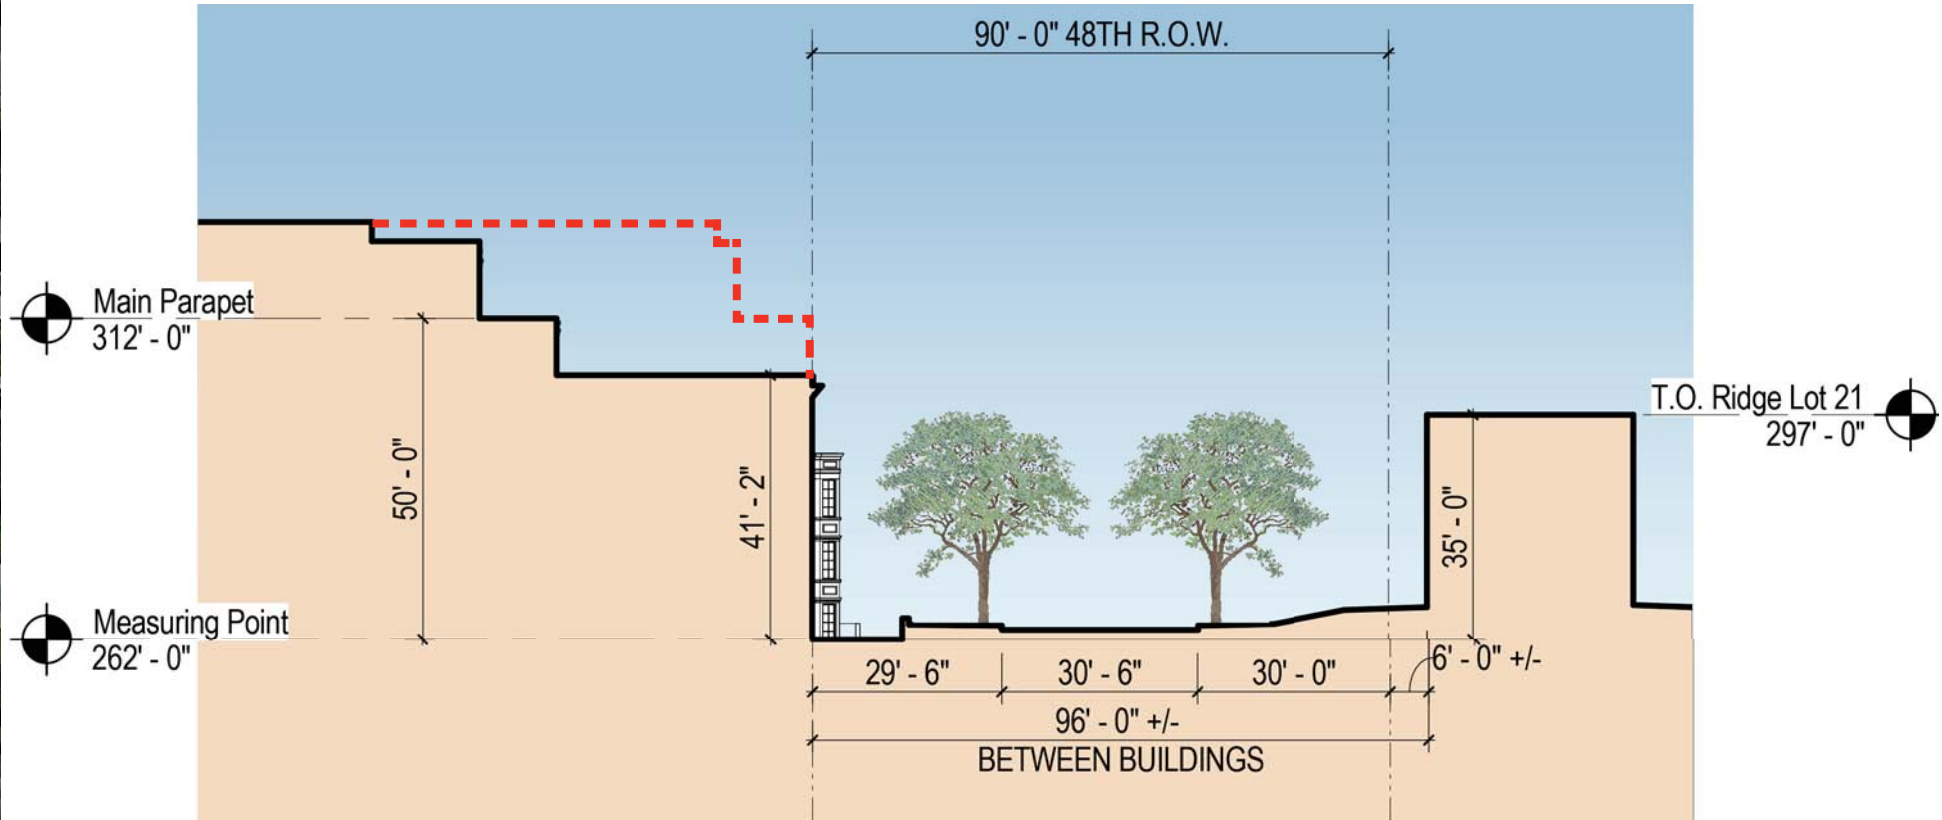 90' - 0" 48TH R.O.W.
Main Parapet
312' - 0"
T.O. Ridge Lot 21
297' - 0"
50' - 0"
41' - 2"
35' - 0"
Measuring Point
262' - 0"
29' - 6"
30' - 6"
30' - 0"
6' - 0" +/-
96' - 0" +/-
BETWEEN BUILDINGS